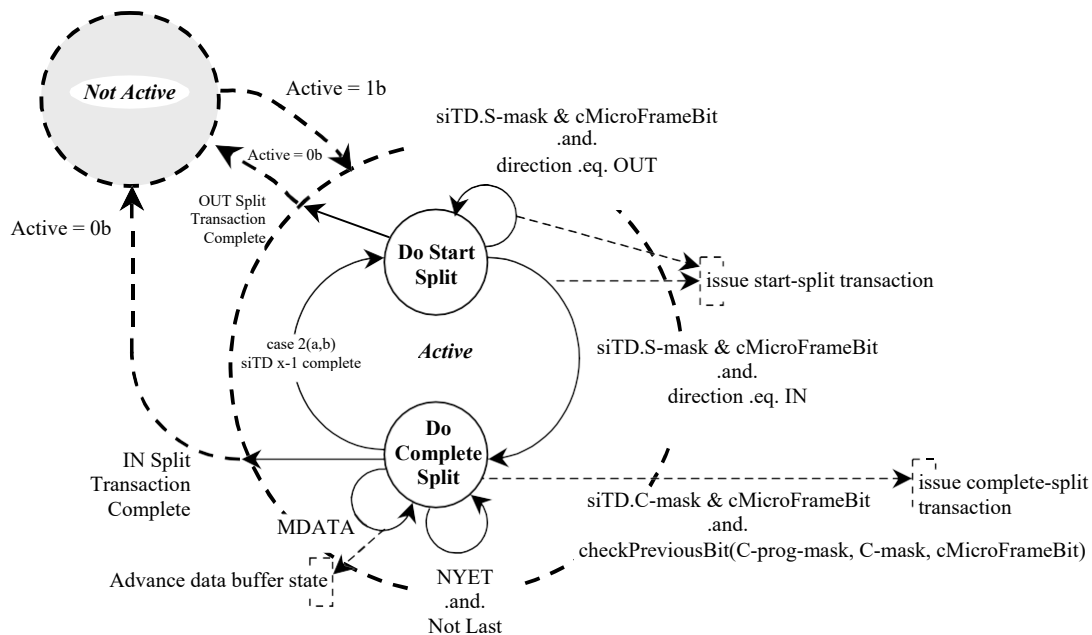 Not Active
Active = 1b
siTD.S-mask & cMicroFrameBit
.and.
direction .eq. OUT
Active = 0b
OUT Split
Transaction
Complete
Active = 0b
Do Start
Split
issue start-split transaction
case 2(a,b)
siTD x-1 complete
Active
siTD.S-mask & cMicroFrameBit
.and.
direction .eq. IN
Do
Complete
Split
IN Split
Transaction
Complete
issue complete-split
transaction
siTD.C-mask & cMicroFrameBit
.and.
checkPreviousBit(C-prog-mask, C-mask, cMicroFrameBit)
MDATA
Advance data buffer state
NYET
.and.
Not Last